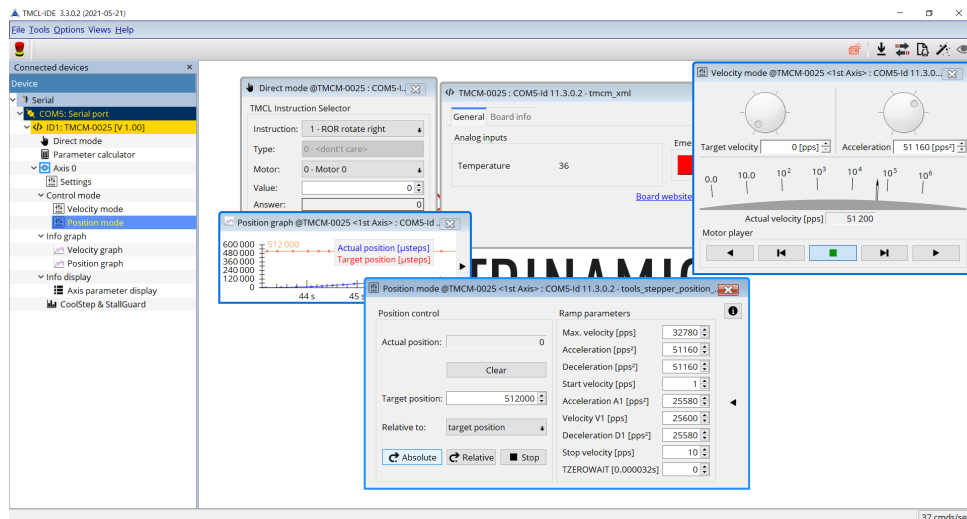 TMCL-IDE 3.3.0.2 (2021-05-21)
File Tools Options Views Help
Connected devices
Device
Serial
COM5: Serial port
ID1: TMCM-0025 [V 1.00]
Direct mode
Parameter calculator
Axis 0
Settings
Control mode
Velocity mode
Position mode
Info graph
Velocity graph
Position graph
Info display
Axis parameter display
CoolStep & StallGuard
Direct mode @TMCM-0025 : COM5-I..
TMCL Instruction Selector
Instruction: 1 - ROR rotate right
Type: 0 - <don't care>
Motor: 0 - Motor 0
Value: 0
Answer: 0
TMCM-0025 : COM5-Id 11.3.0.2 - tmcm_xml
General Board info
Analog inputs
Eme
Temperature 36
Board website
Velocity mode @TMCM-0025 <1st Axis> : COM5-Id 11.3.0...
Target velocity 0 [pps] Acceleration 51 160 [pps²]
0.0 10.0 10² 10³ 10⁴ 10⁵ 10⁶
Actual velocity [pps] 51 200
Motor player
Position graph @TMCM-0025 <1st Axis> : COM5-Id ..
600 000
480 000
360 000
240 000
120 000
0
512 000
Actual position [µsteps]
Target position [µsteps]
44 s 45 s
TRINAMIC
Position mode @TMCM-0025 <1st Axis> : COM5-Id 11.3.0.2 - tools_stepper_position_..
Position control
Actual position: 0
Clear
Target position: 512000
Relative to: target position
Absolute Relative Stop
Ramp parameters
Max. velocity [pps] 32780
Acceleration [pps²] 51160
Deceleration [pps²] 51160
Start velocity [pps] 1
Acceleration A1 [pps²] 25580
Velocity V1 [pps] 25600
Deceleration D1 [pps²] 25580
Stop velocity [pps] 10
TZEROWAIT [0.000032s] 0
37 cmds/se